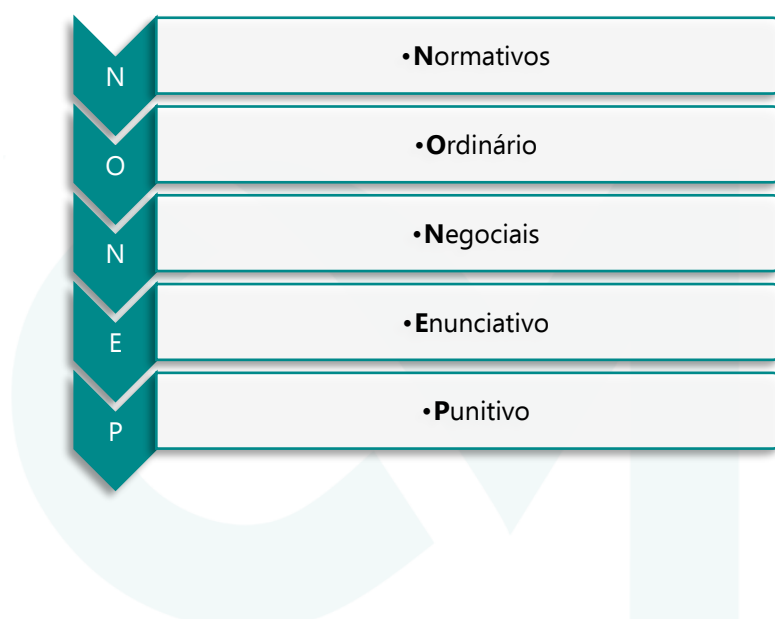 N
•Normativos
O
•Ordinário
N
•Negociais
E
•Enunciativo
P
•Punitivo